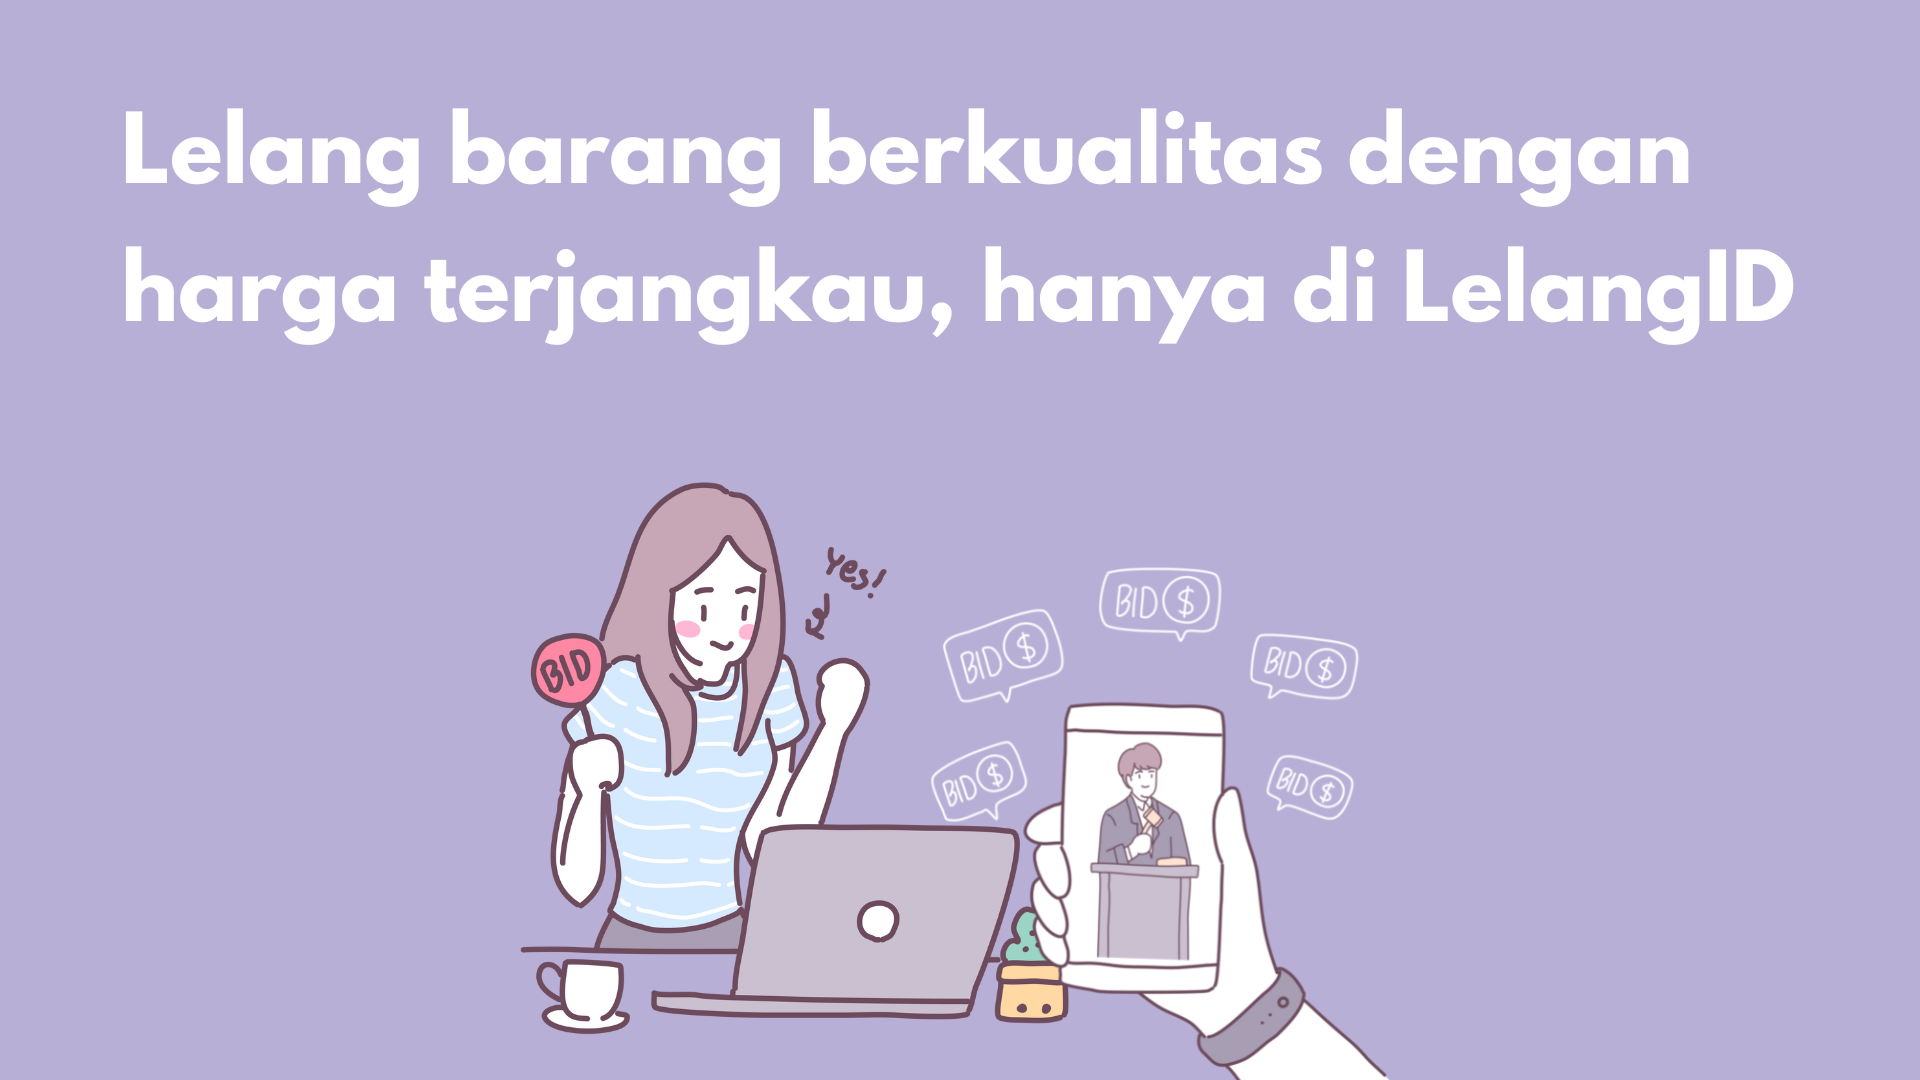 Lelang barang berkualitas dengan
harga terjangkau, hanya di LelangID
Yes!
BID
BID $
BID $
BID $
BID $
BID $